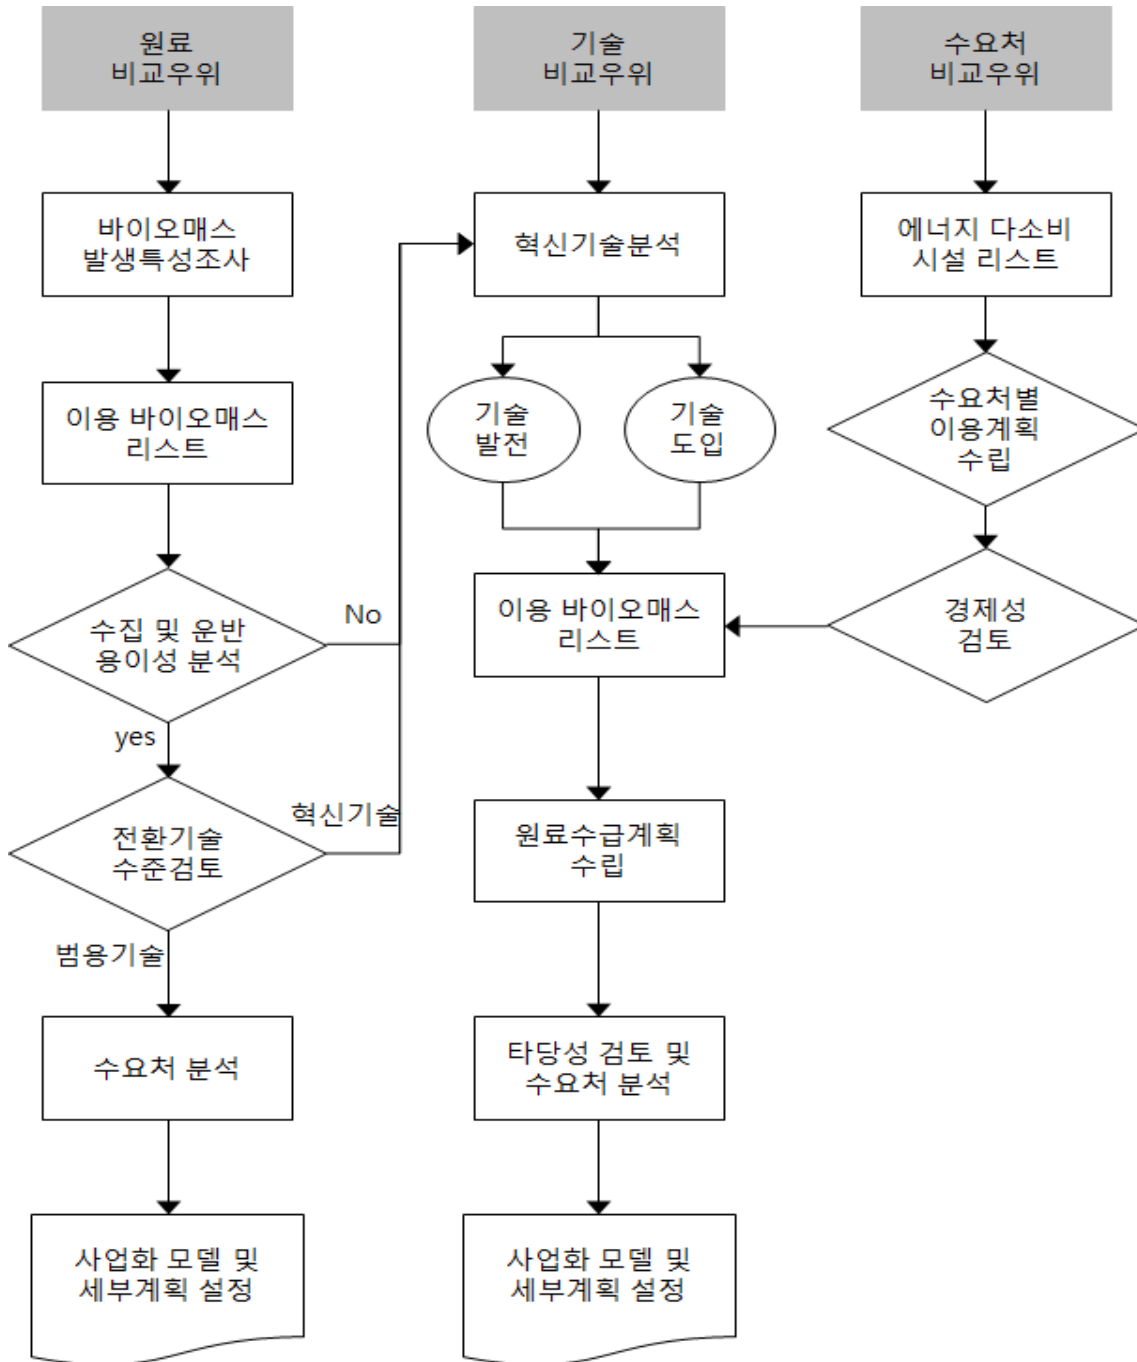 원료
비교우위
기술
비교우위
수요처
비교우위
바이오매스
발생특성조사
혁신기술분석
에너지 다소비
시설 리스트
이용 바이오매스
리스트
기술
발전
기술
도입
수요처별
이용계획
수립
수집 및 운반
용이성 분석
No
이용 바이오매스
리스트
경제성
검토
yes
전환기술
수준검토
혁신기술
원료수급계획
수립
범용기술
수요처 분석
타당성 검토 및
수요처 분석
사업화 모델 및
세부계획 설정
사업화 모델 및
세부계획 설정